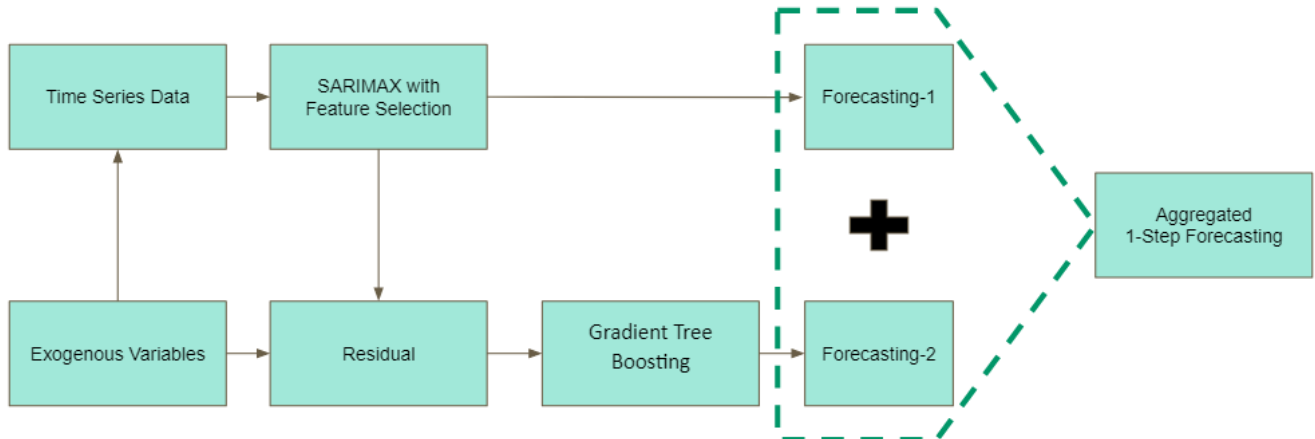 Time Series Data
SARIMAX with
Feature Selection
Forecasting-1
Aggregated
1-Step Forecasting
Exogenous Variables
Residual
Gradient Tree
Boosting
Forecasting-2